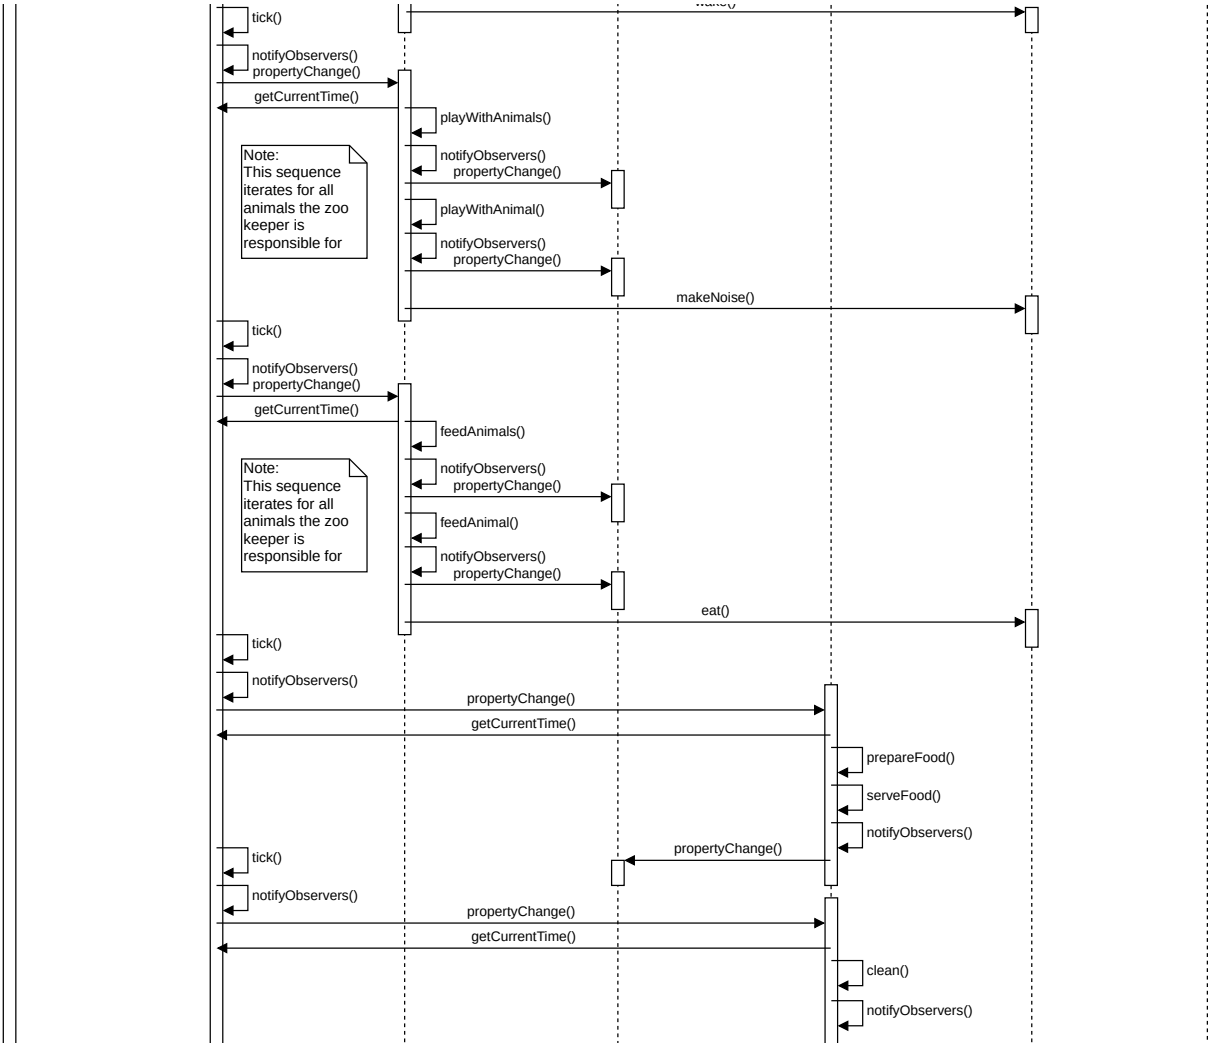 wake()
tick()
notifyObservers()
propertyChange()
getCurrentTime()
playWithAnimals()
Note:
This sequence
iterates for all
animals the zoo
keeper is
responsible for
notifyObservers()
propertyChange()
playWithAnimal()
notifyObservers()
propertyChange()
makeNoise()
tick()
notifyObservers()
propertyChange()
getCurrentTime()
feedAnimals()
Note:
This sequence
iterates for all
animals the zoo
keeper is
responsible for
notifyObservers()
propertyChange()
feedAnimal()
notifyObservers()
propertyChange()
eat()
tick()
notifyObservers()
propertyChange()
getCurrentTime()
prepareFood()
serveFood()
notifyObservers()
propertyChange()
tick()
notifyObservers()
propertyChange()
getCurrentTime()
clean()
notifyObservers()